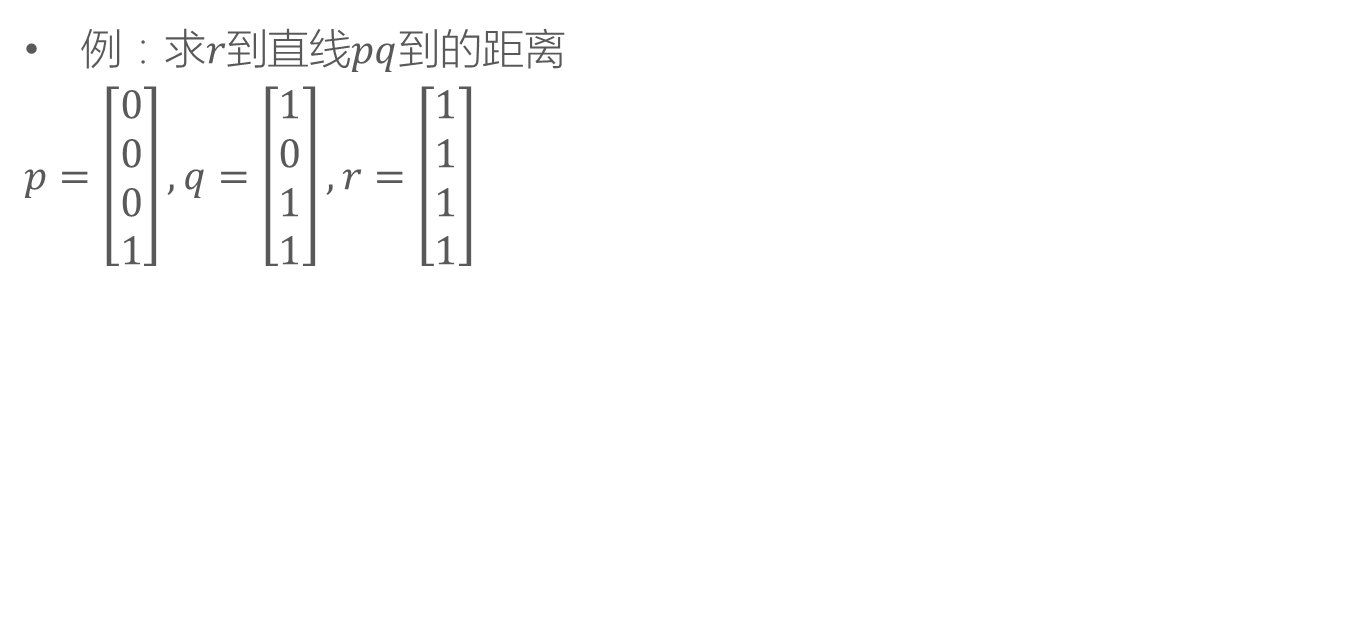 • 例：求r到直线pq到的距离
p = [0 0 0 1], q = [1 0 1 1], r = [1 1 1 1]